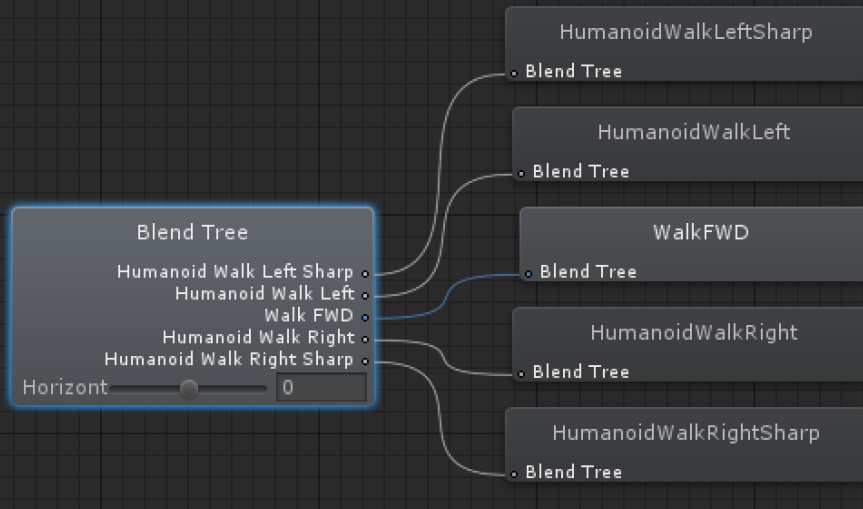 HumanoidWalkLeftSharp
Blend Tree
HumanoidWalkLeft
Blend Tree
WalkFWD
Blend Tree
HumanoidWalkRight
Blend Tree
HumanoidWalkRightSharp
Blend Tree
Blend Tree
Humanoid Walk Left Sharp
Humanoid Walk Left
Walk FWD
Humanoid Walk Right
Humanoid Walk Right Sharp
Horizont 0